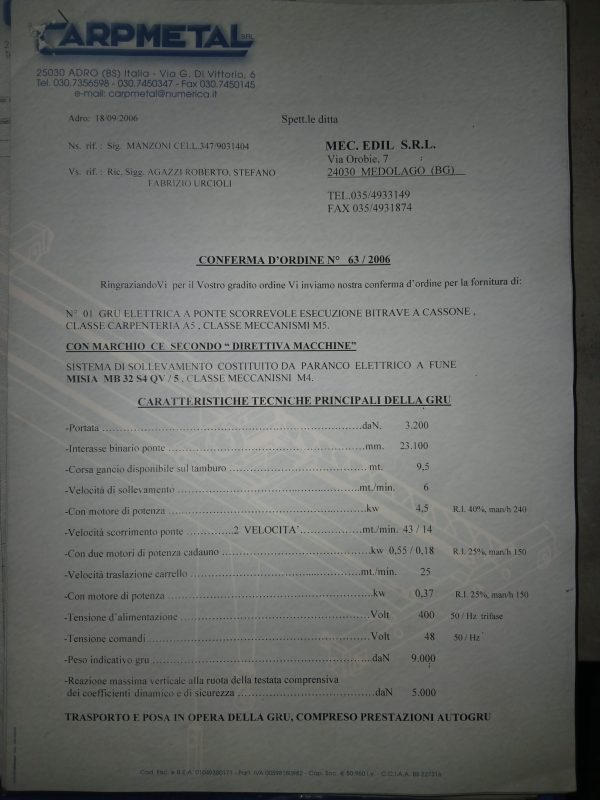 CARPMETAL SRL
25030 ADRO (BS) Italia - Via G. Di Vittorio, 6
Tel. 030.7356598 - 030.7450347 - Fax 030.7450145
e-mail: carpmetal@numerica.it
Adro: 18/09/2006
Spett.le ditta
Ns. rif. : Sig. MANZONI CELL.347/9031404
MEC. EDIL S.R.L.
Via Orobie, 7
24030 MEDOLAGO (BG)
Vs. rif. : Ric. Sigg. AGAZZI ROBERTO, STEFANO
FABRIZIO URCIOLI
TEL.035/4933149
FAX 035/4931874
CONFERMA D'ORDINE N° 63 / 2006
RingraziandoVi per il Vostro gradito ordine Vi inviamo nostra conferma d'ordine per la fornitura di:
N° 01 GRU ELETTRICA A PONTE SCORREVOLE ESECUZIONE BITRAVE A CASSONE ,
CLASSE CARPENTERIA A5 , CLASSE MECCANISMI M5.
CON MARCHIO CE SECONDO " DIRETTIVA MACCHINE"
SISTEMA DI SOLLEVAMENTO COSTITUITO DA PARANCO ELETTRICO A FUNE
MISIA MB 32 S4 QV / 5 , CLASSE MECCANISNI M4.
CARATTERISTICHE TECNICHE PRINCIPALI DELLA GRU
-Portata ........................................daN. 3.200
-Interasse binario ponte ........................................mm. 23.100
-Corsa gancio disponibile sul tamburo ............................ mt. 9,5
-Velocità di sollevamento ........................................mt./min. 6
-Con motore di potenza ........................................kw 4,5 R.I. 40%, man/h 240
-Velocità scorrimento ponte .............2 VELOCITA'...............mt./min. 43 / 14
-Con due motori di potenza cadauno ............................kw 0,55 / 0,18 R.I. 25%, man/h 150
-Velocità traslazione carrello........................................mt./min. 25
-Con motore di potenza ........................................kw 0,37 R.I. 25%, man/h 150
-Tensione d'alimentazione ........................................Volt 400 50 / Hz trifase
-Tensione comandi ........................................Volt 48 50 / Hz
-Peso indicativo gru ........................................daN 9.000
-Reazione massima verticale alla ruota della testata comprensiva
dei coefficienti dinamico e di sicurezza ............................daN 5.000
TRASPORTO E POSA IN OPERA DELLA GRU, COMPRESO PRESTAZIONI AUTOGRU